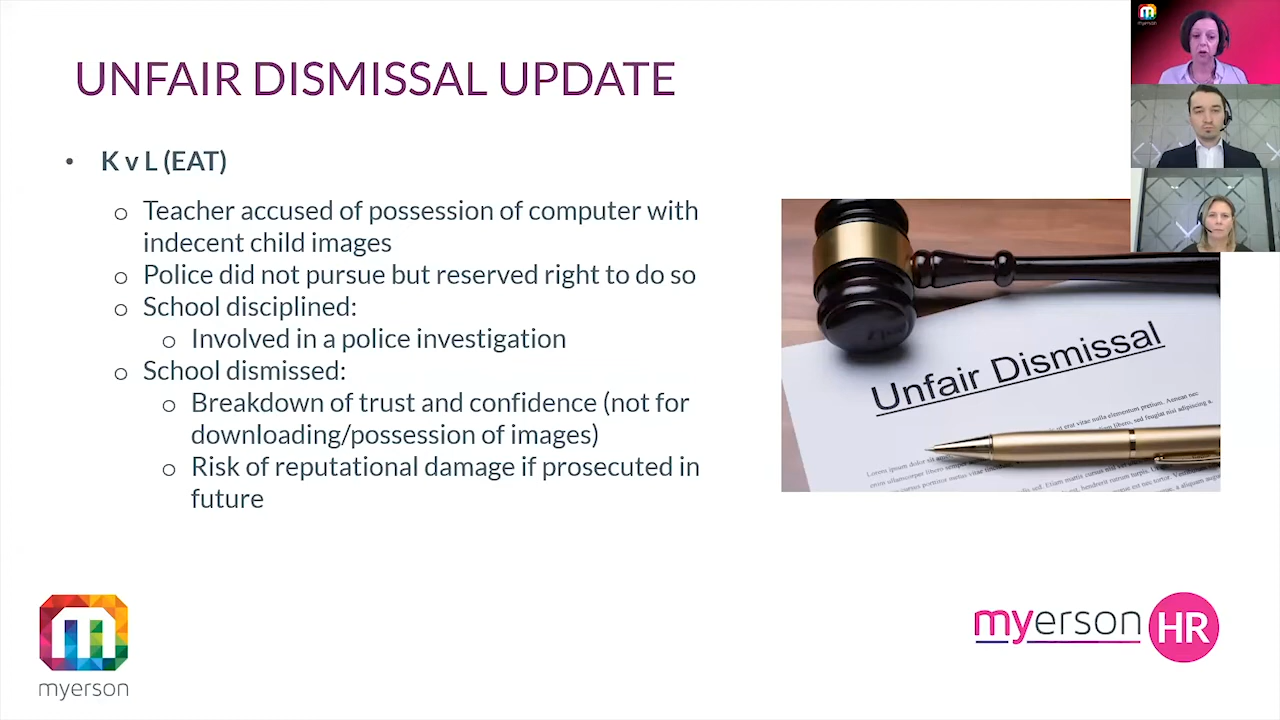 UNFAIR DISMISSAL UPDATE
• K v L (EAT)
o Teacher accused of possession of computer with
indecent child images
o Police did not pursue but reserved right to do so
o School disciplined:
o Involved in a police investigation
o School dismissed:
o Breakdown of trust and confidence (not for
downloading/possession of images)
o Risk of reputational damage if prosecuted in
future
Unfair Dismissal
myerson
myerson HR